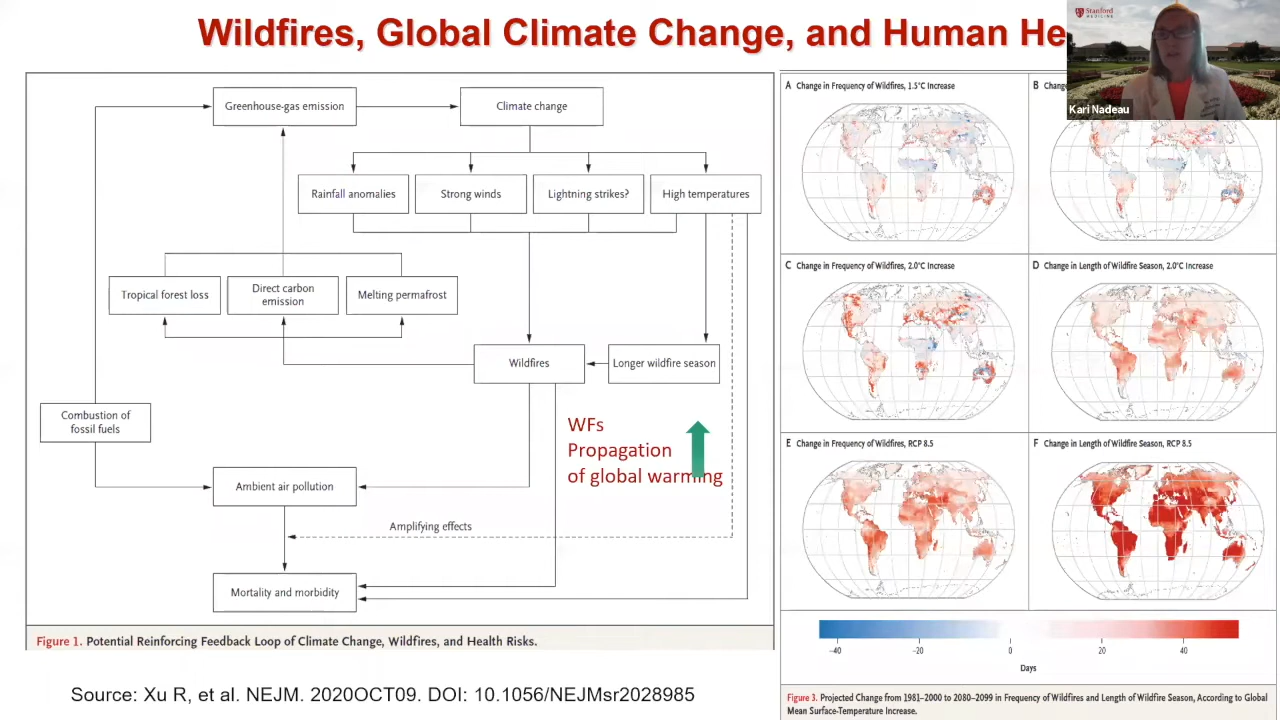 Wildfires, Global Climate Change, and Human He
Stanford
MEDICINE
Kari Nadeau
Greenhouse-gas emission
Climate change
Rainfall anomalies
Strong winds
Lightning strikes?
High temperatures
Tropical forest loss
Direct carbon
emission
Melting permafrost
Wildfires
Longer wildfire season
Combustion of
fossil fuels
WFs
Propagation
of global warming
Ambient air pollution
Amplifying effects
Mortality and morbidity
Figure 1. Potential Reinforcing Feedback Loop of Climate Change, Wildfires, and Health Risks.
Source: Xu R, et al. NEJM. 2020OCT09. DOI: 10.1056/NEJMsr2028985
A Change in Frequency of Wildfires, 1.5°C Increase
B
C Change in Frequency of Wildfires, 2.0°C Increase
D Change in Length of Wildfire Season, 2.0°C Increase
E Change in Frequency of Wildfires, RCP 8.5
F Change in Length of Wildfire Season, RCP 8.5
−40 −20 0 20 40
Days
Figure 3. Projected Change from 1981–2000 to 2080–2099 in Frequency of Wildfires and Length of Wildfire Season, According to Global
Mean Surface-Temperature Increase.